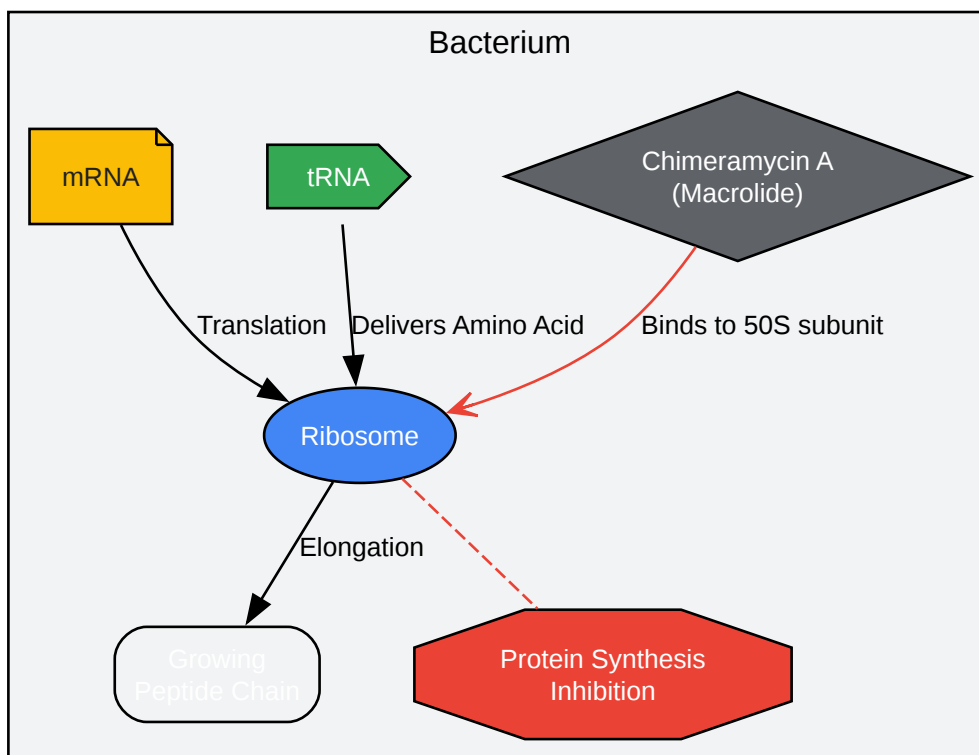 Bacterium
mRNA
tRNA
Chimeramycin A
(Macrolide)
Translation
Delivers Amino Acid
Binds to 50S subunit
Ribosome
Elongation
Growing
Peptide Chain
Protein Synthesis
Inhibition